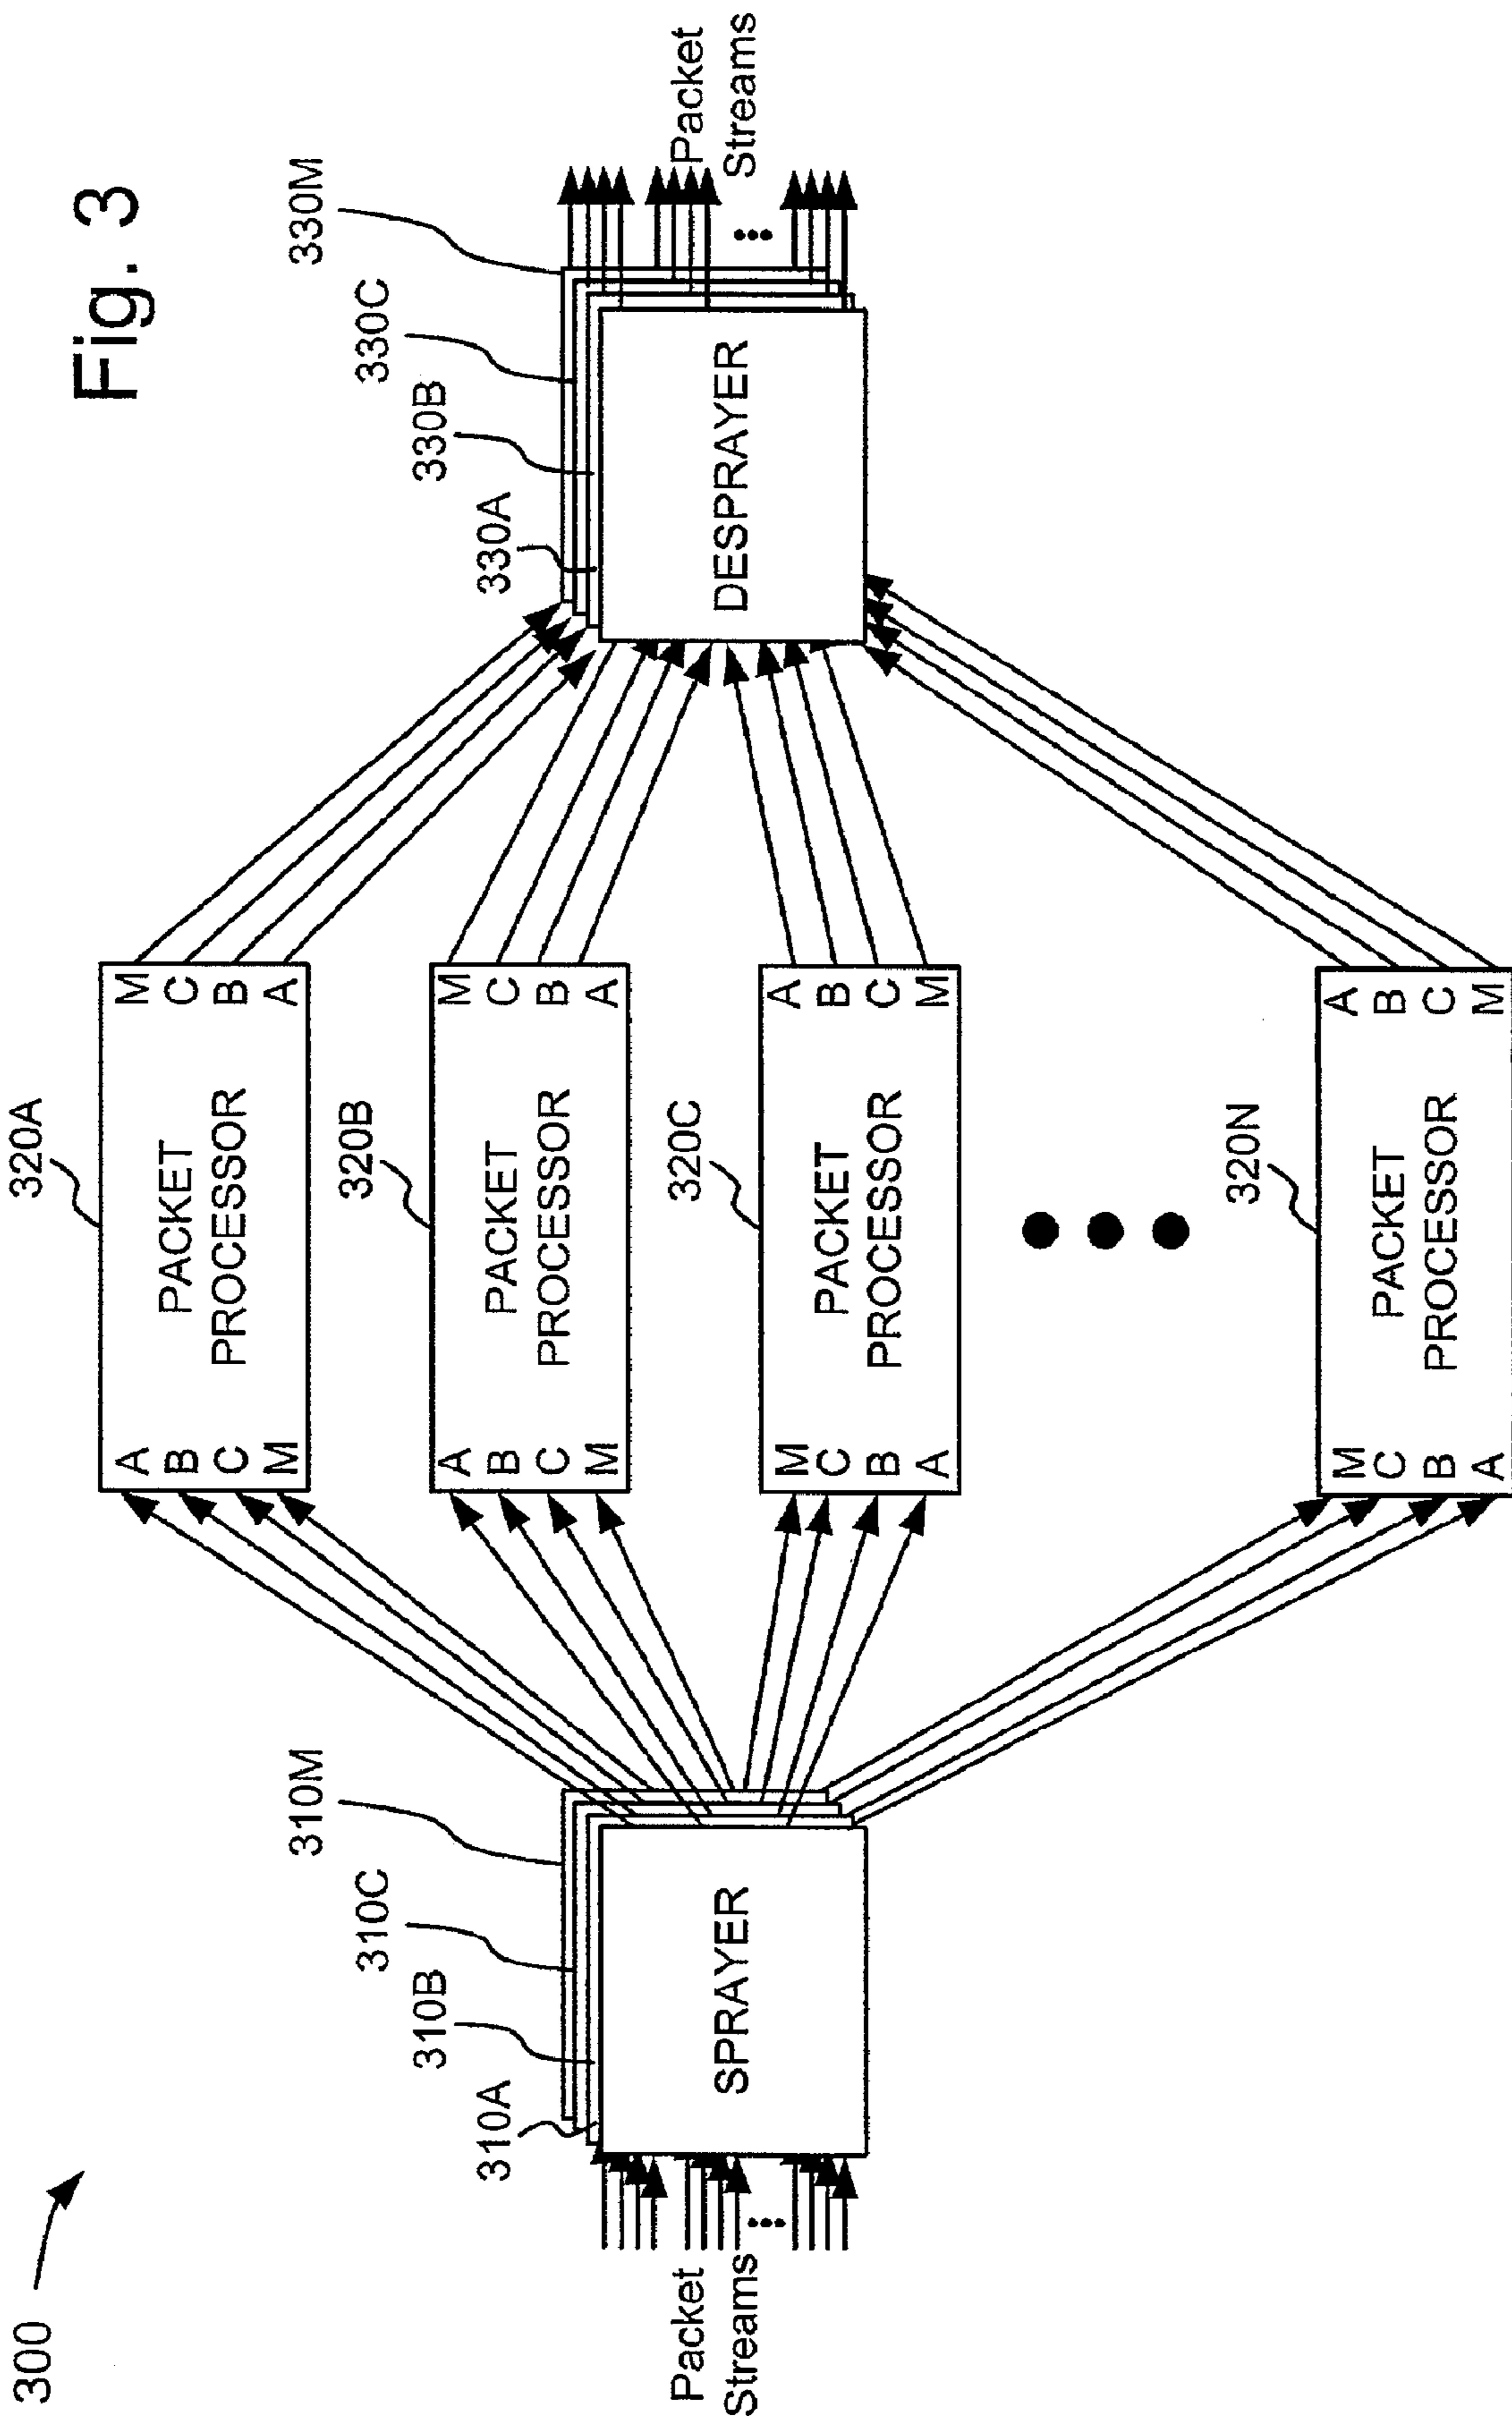 Fig. 3
300
Packet
Streams
310A
310B
310C
310M
SPRAYER
320A
A
B
C
M
PACKET
PROCESSOR
M
C
B
A
320B
A
B
C
M
PACKET
PROCESSOR
M
C
B
A
320C
M
C
B
A
PACKET
PROCESSOR
A
B
C
M
320N
M
C
B
A
PACKET
PROCESSOR
A
B
C
M
330A
330B
330C
330M
DESPRAYER
Packet
Streams